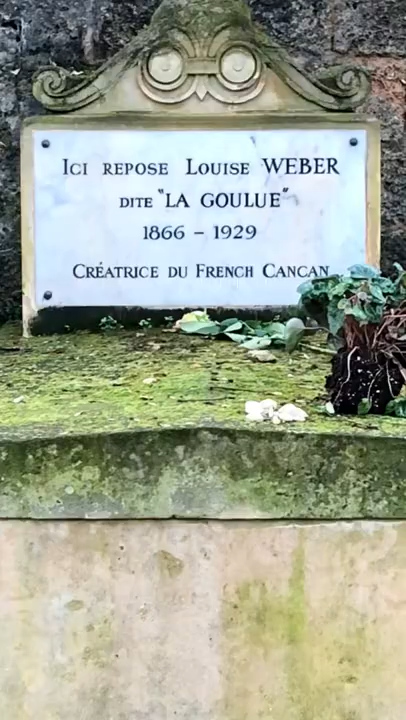 Ici repose Louise WEBER
dite "LA GOULUE"
1866 – 1929
Créatrice du French Cancan